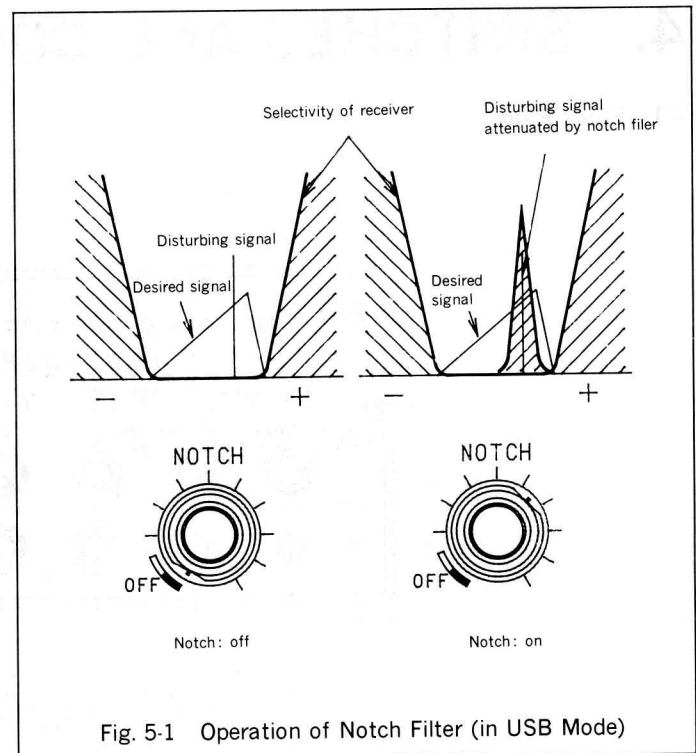 Selectivity of receiver
Disturbing signal
attenuated by notch filer
Disturbing signal
Desired signal
Desired
signal
− +
− +
NOTCH
OFF
Notch: off
NOTCH
OFF
Notch: on
Fig. 5-1 Operation of Notch Filter (in USB Mode)